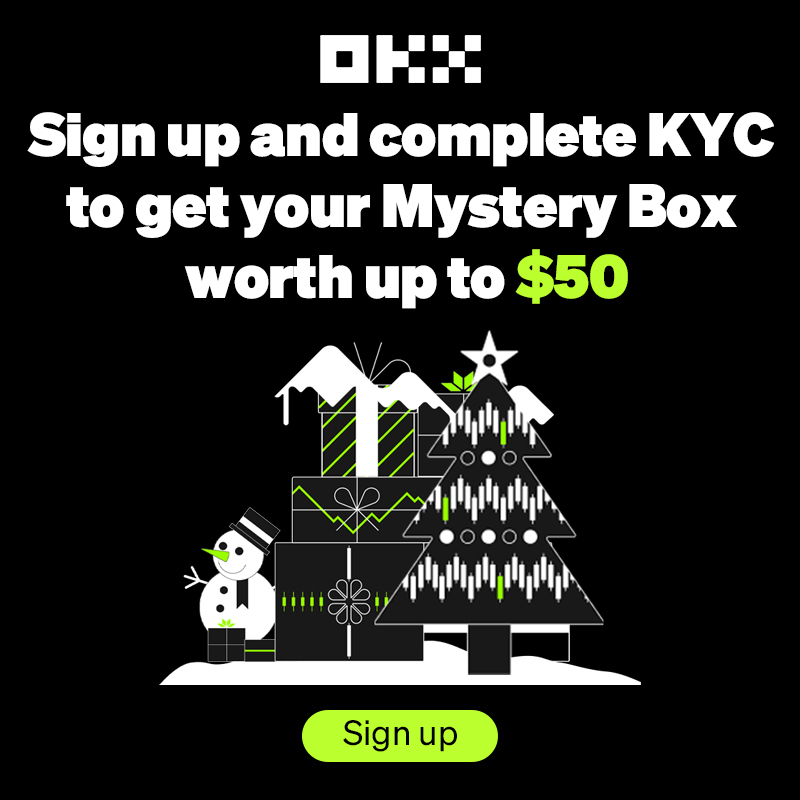 OKX
Sign up and complete KYC
to get your Mystery Box
worth up to $50
Sign up